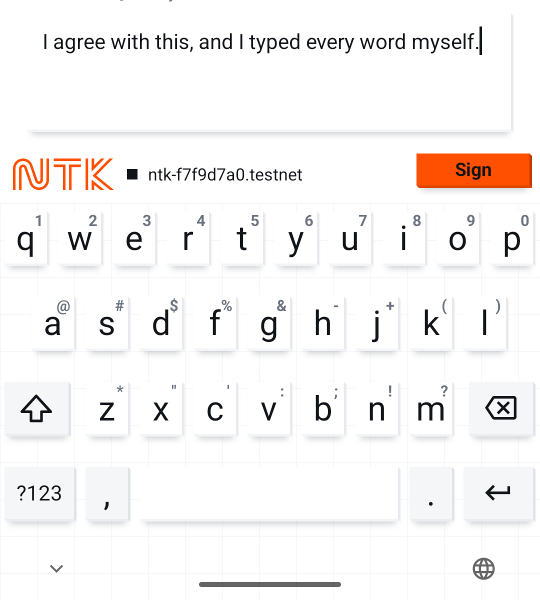 I agree with this, and I typed every word myself.
NTK ntk-f7f9d7a0.testnet Sign
1 2 3 4 5 6 7 8 9 0
q w e r t y u i o p
@ # $ % & - + ( )
a s d f g h j k l
* " ' : ; ! ?
z x c v b n m
?123 , .